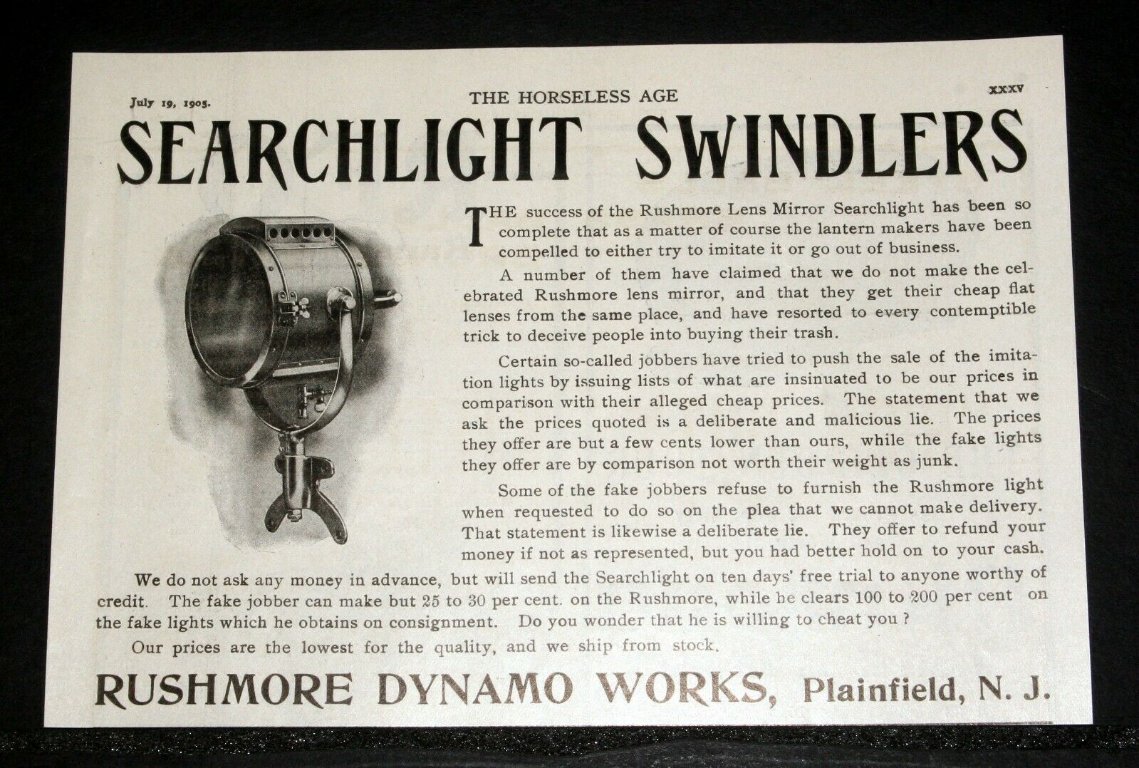 July 19, 1905.
THE HORSELESS AGE
XXXV
SEARCHLIGHT SWINDLERS
THE success of the Rushmore Lens Mirror Searchlight has been so
complete that as a matter of course the lantern makers have been
compelled to either try to imitate it or go out of business.
A number of them have claimed that we do not make the cel-
ebrated Rushmore lens mirror, and that they get their cheap flat
lenses from the same place, and have resorted to every contemptible
trick to deceive people into buying their trash.
Certain so-called jobbers have tried to push the sale of the imita-
tion lights by issuing lists of what are insinuated to be our prices in
comparison with their alleged cheap prices. The statement that we
ask the prices quoted is a deliberate and malicious lie. The prices
they offer are but a few cents lower than ours, while the fake lights
they offer are by comparison not worth their weight as junk.
Some of the fake jobbers refuse to furnish the Rushmore light
when requested to do so on the plea that we cannot make delivery.
That statement is likewise a deliberate lie. They offer to refund your
money if not as represented, but you had better hold on to your cash.
We do not ask any money in advance, but will send the Searchlight on ten days' free trial to anyone worthy of
credit. The fake jobber can make but 25 to 30 per cent. on the Rushmore, while he clears 100 to 200 per cent on
the fake lights which he obtains on consignment. Do you wonder that he is willing to cheat you?
Our prices are the lowest for the quality, and we ship from stock.
RUSHMORE DYNAMO WORKS, Plainfield, N. J.